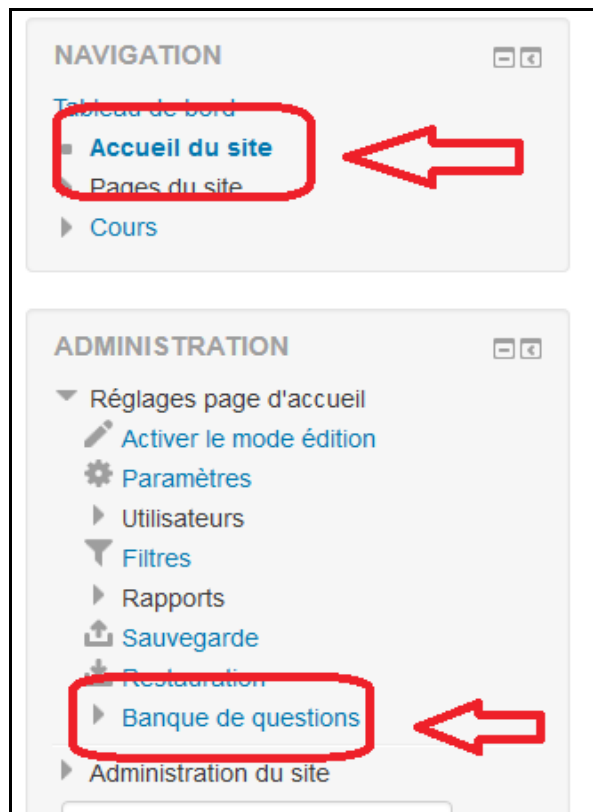 NAVIGATION
Tableau de bord
Accueil du site
Pages du site
Cours
ADMINISTRATION
Réglages page d'accueil
Activer le mode édition
Paramètres
Utilisateurs
Filtres
Rapports
Sauvegarde
Restauration
Banque de questions
Administration du site